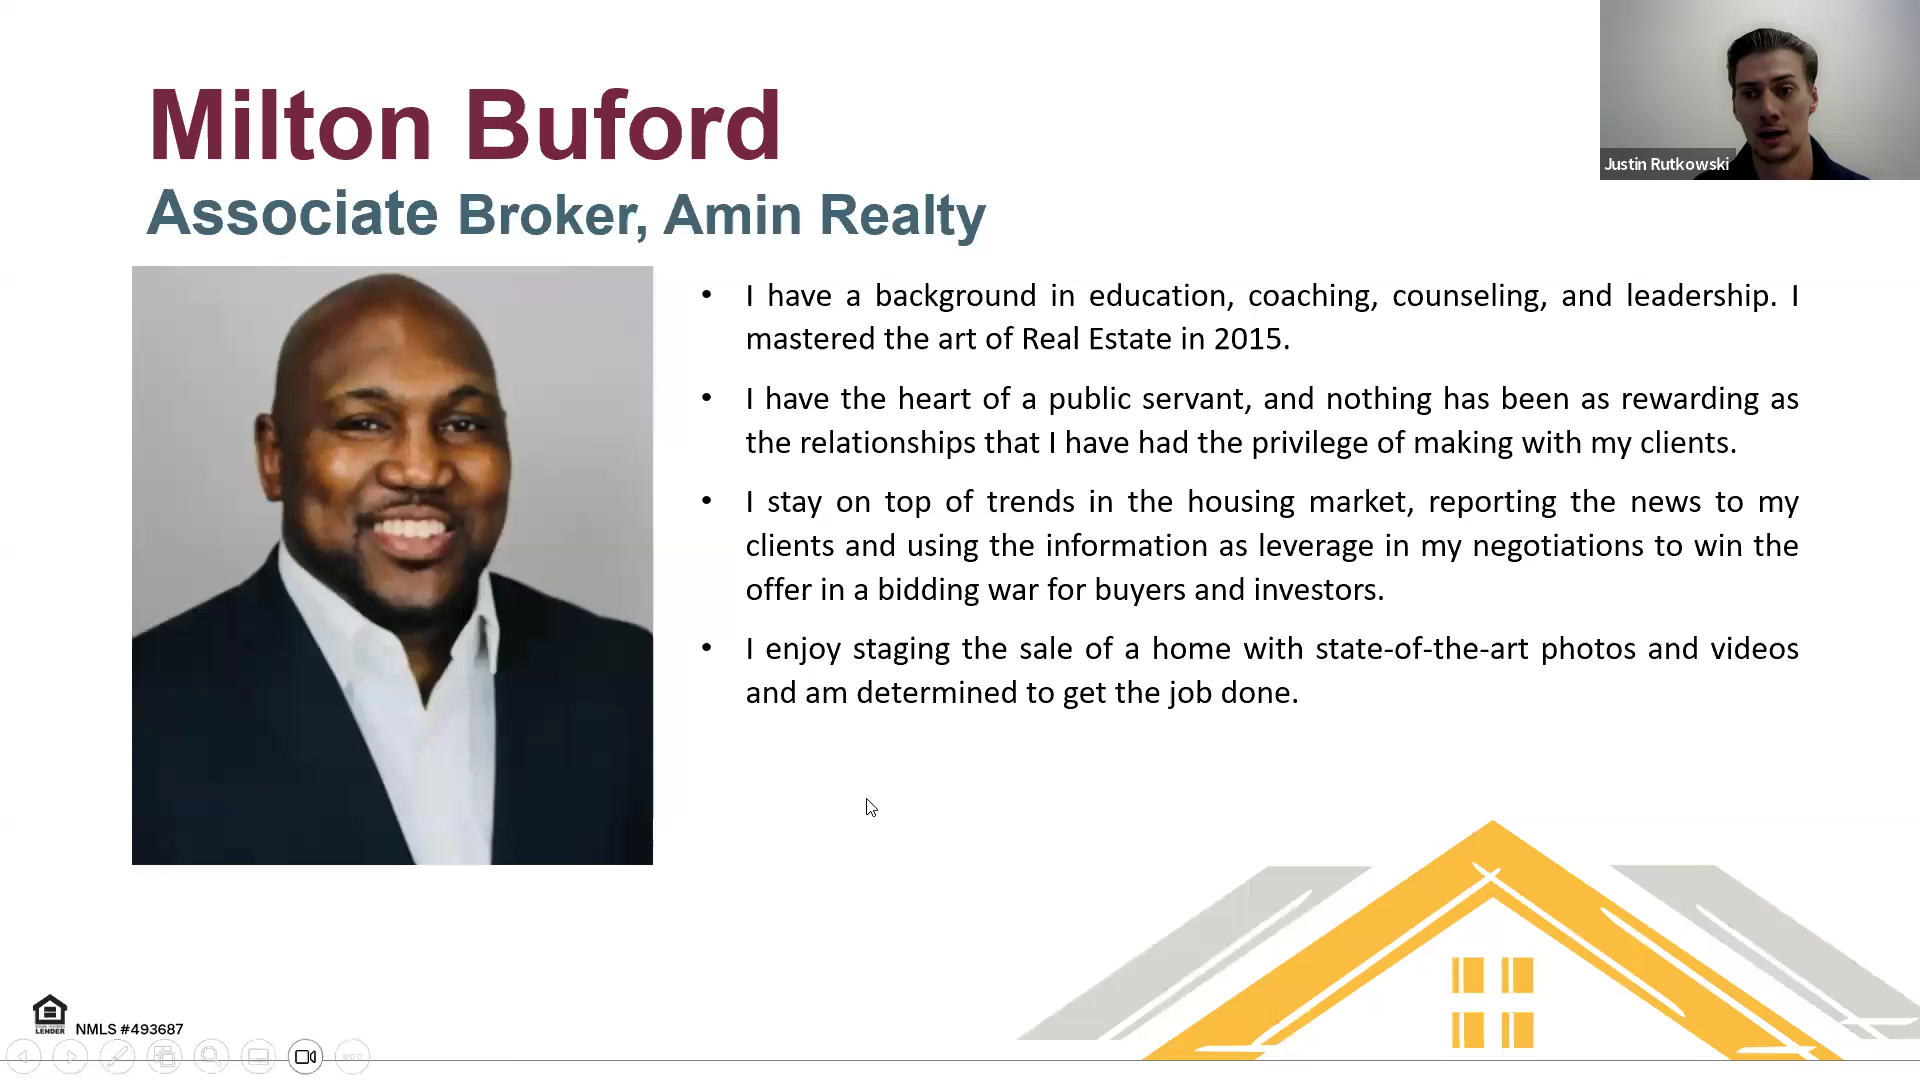 Milton Buford
Associate Broker, Amin Realty
Justin Rutkowski
• I have a background in education, coaching, counseling, and leadership. I
mastered the art of Real Estate in 2015.
• I have the heart of a public servant, and nothing has been as rewarding as
the relationships that I have had the privilege of making with my clients.
• I stay on top of trends in the housing market, reporting the news to my
clients and using the information as leverage in my negotiations to win the
offer in a bidding war for buyers and investors.
• I enjoy staging the sale of a home with state-of-the-art photos and videos
and am determined to get the job done.
LENDER
NMLS #493687